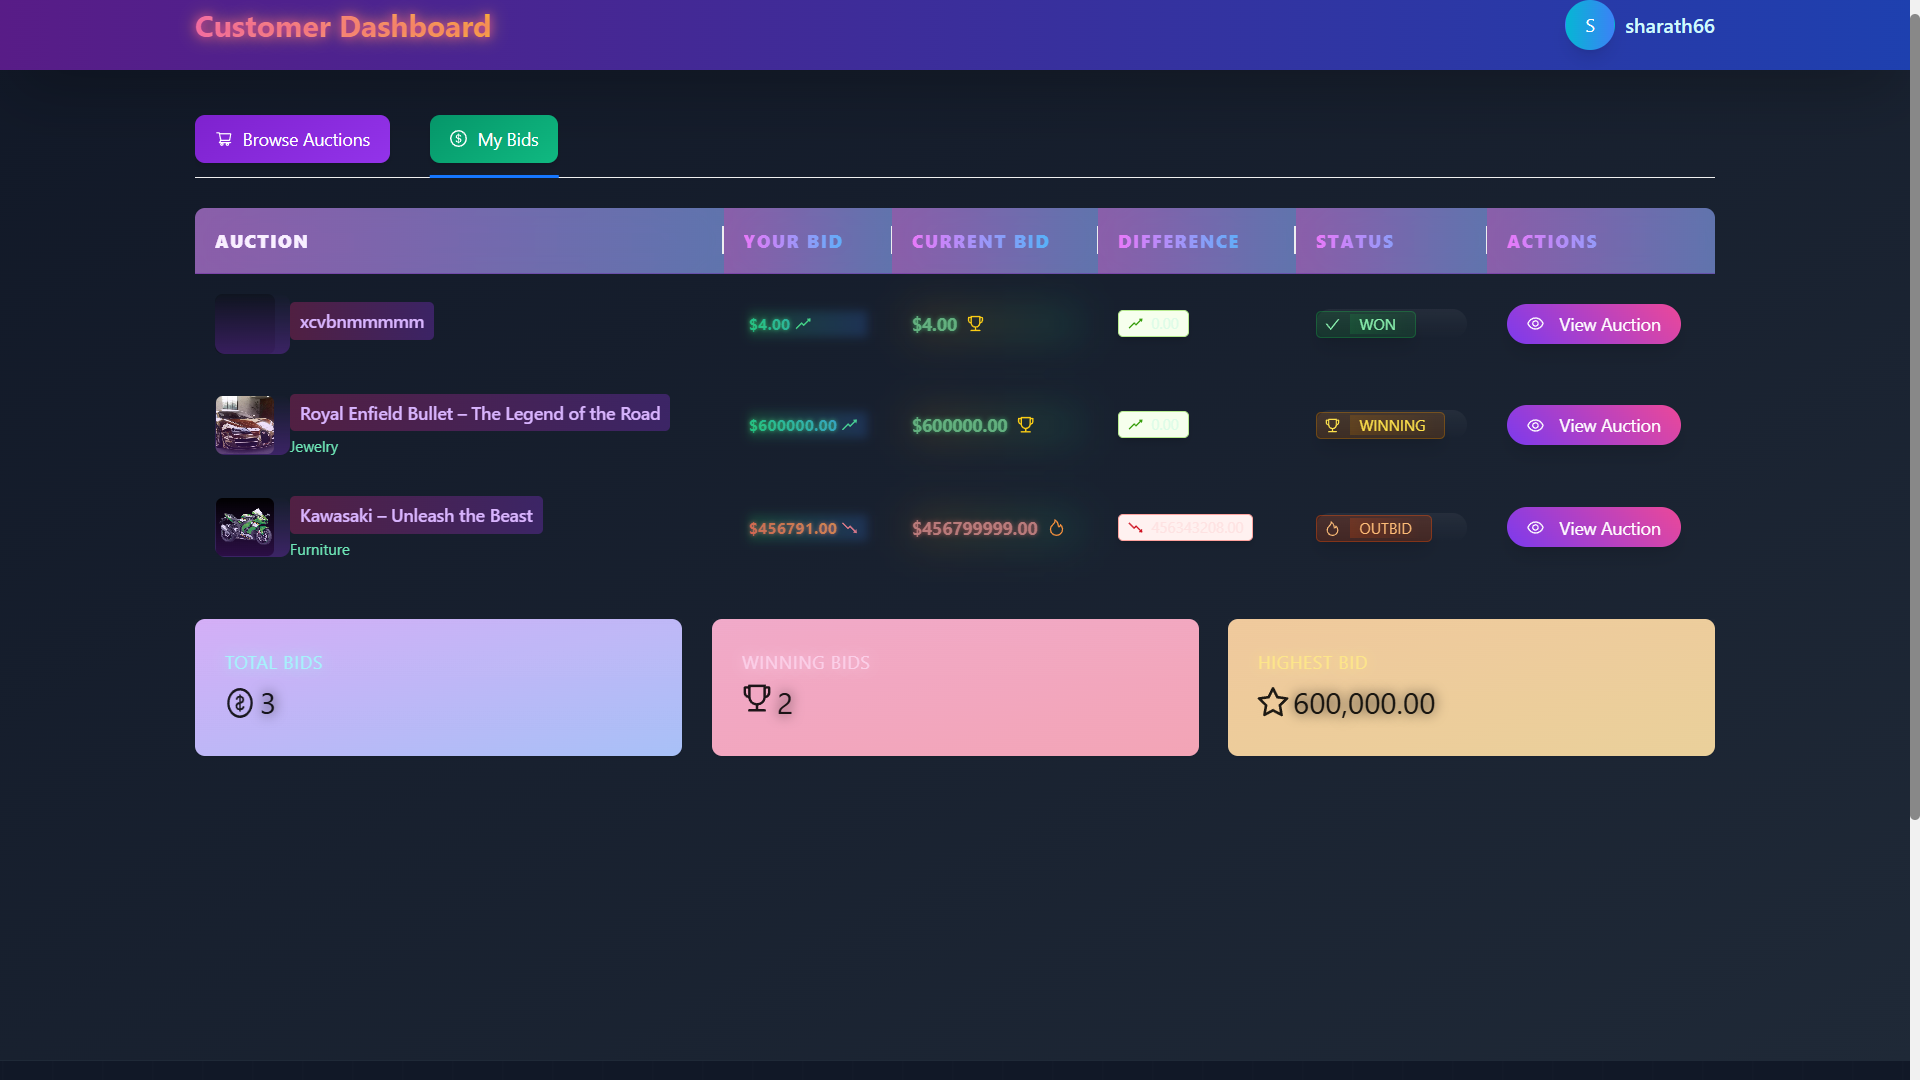 Customer Dashboard
S sharath66
Browse Auctions
My Bids
AUCTION YOUR BID CURRENT BID DIFFERENCE STATUS ACTIONS
xcvbnmmmmm $4.00 $4.00 0.00 WON View Auction
Royal Enfield Bullet – The Legend of the Road
Jewelry
$600000.00 $600000.00 0.00 WINNING View Auction
Kawasaki – Unleash the Beast
Furniture
$456791.00 $456799999.00 456343208.00 OUTBID View Auction
TOTAL BIDS
3
WINNING BIDS
2
HIGHEST BID
600,000.00